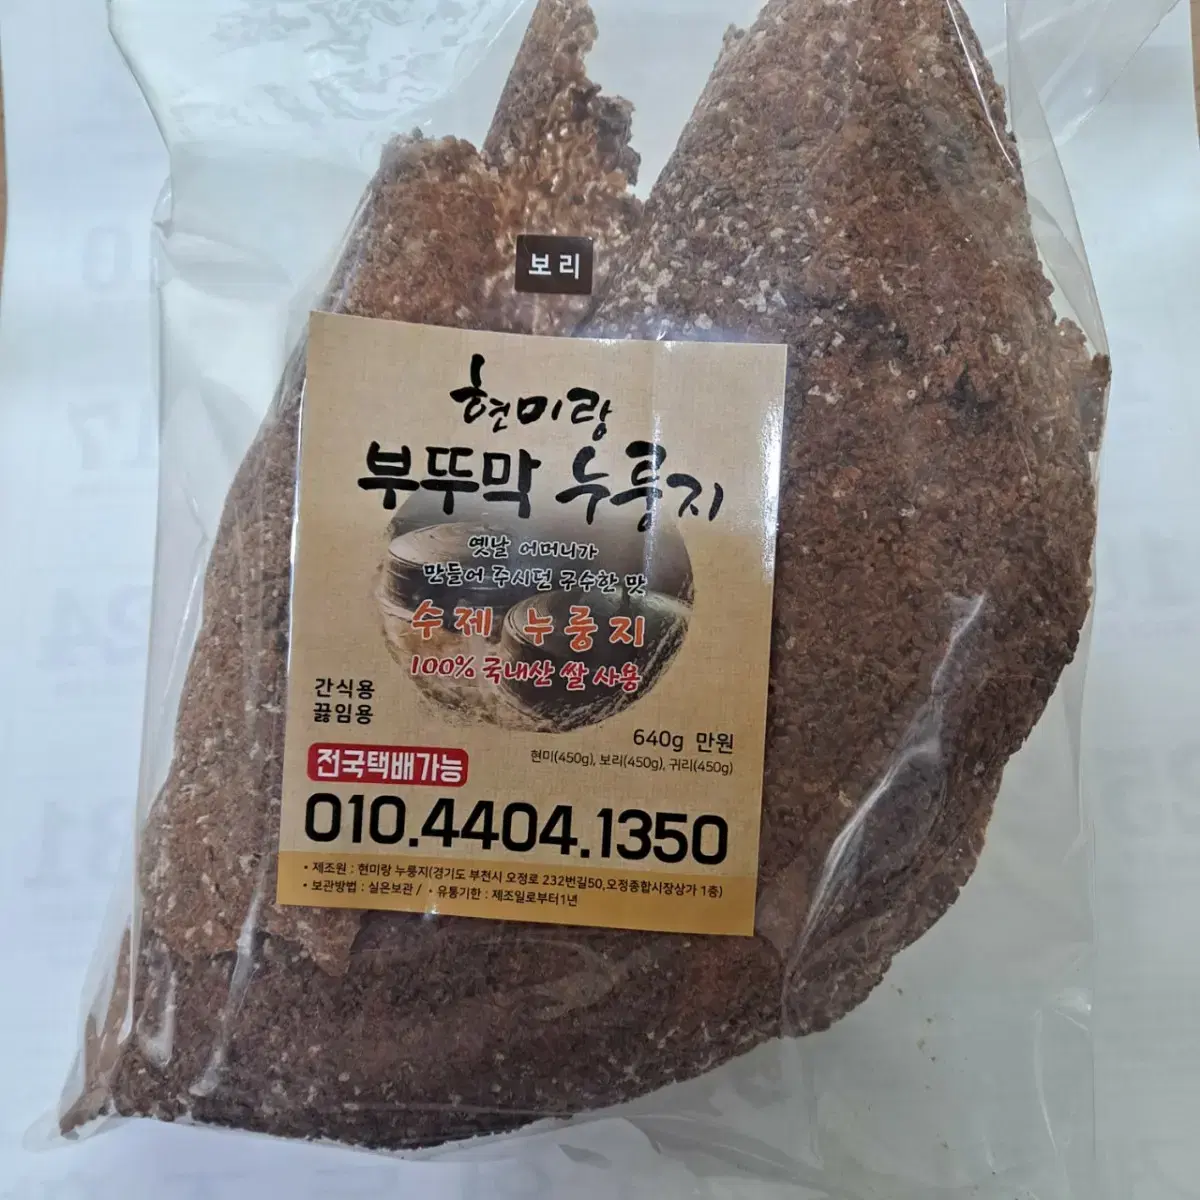 보리
현미랑
부뚜막 누룽지
옛날 어머니가
만들어 주시던 구수한 맛
수제 누룽지
100% 국내산 쌀 사용
간식용
끓임용
640g 만원
현미(450g), 보리(450g), 귀리(450g)
전국택배가능
010.4404.1350
• 제조원 : 현미랑 누룽지(경기도 부천시 오정로 232번길50,오정종합시장상가 1층)
• 보관방법 : 실온보관 / • 유통기한 : 제조일로부터1년